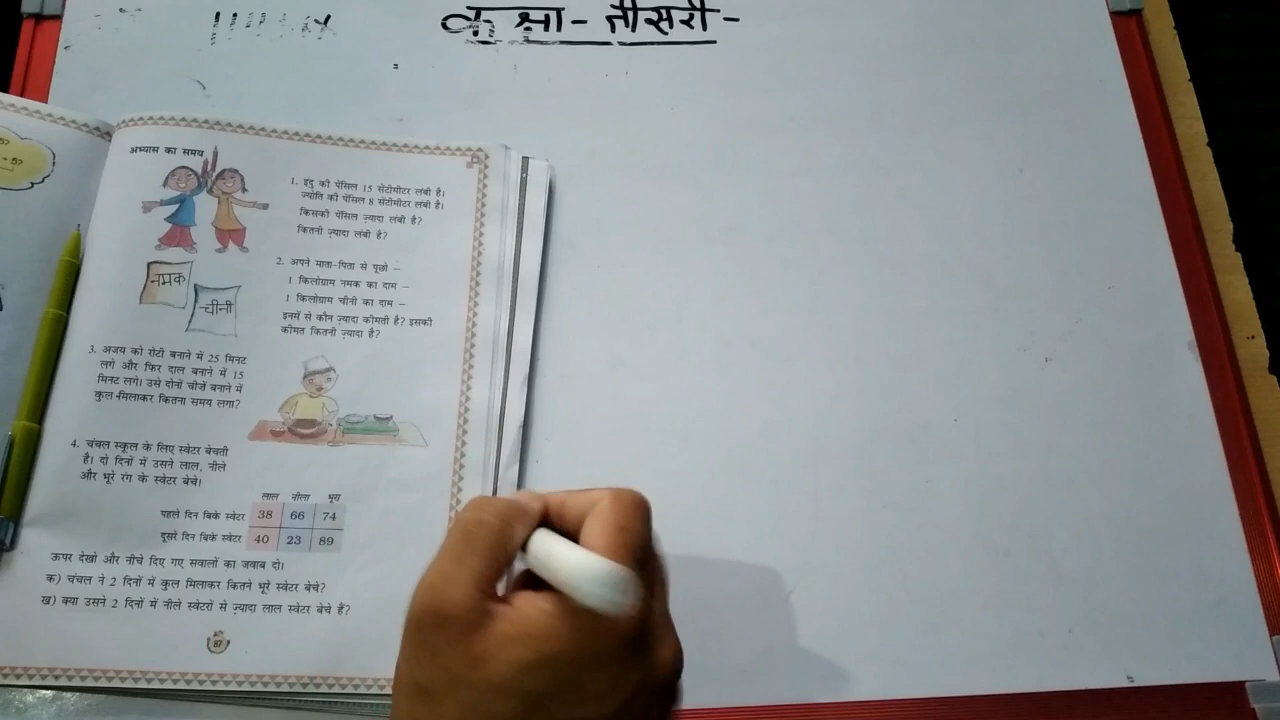 कक्षा - तीसरी -
अभ्यास का समय
1. इंदु की पेंसिल 15 सेंटीमीटर लंबी है।
ज्योति की पेंसिल 8 सेंटीमीटर लंबी है।
किसकी पेंसिल ज़्यादा लंबी है?
कितनी ज़्यादा लंबी है?
2. अपने माता-पिता से पूछो –
1 किलोग्राम नमक का दाम –
1 किलोग्राम चीनी का दाम –
इनमें से कौन ज़्यादा कीमती है? इसकी
कीमत कितनी ज़्यादा है?
नमक
चीनी
3. अजय को रोटी बनाने में 25 मिनट
लगे और फिर दाल बनाने में 15
मिनट लगे। उसे दोनों चीज़ें बनाने में
कुल मिलाकर कितना समय लगा?
4. चंचल स्कूल के लिए स्वेटर बेचती
है। दो दिनों में उसने लाल, नीले
और भूरे रंग के स्वेटर बेचे।
लाल नीला भूरा
पहले दिन बिके स्वेटर 38 66 74
दूसरे दिन बिके स्वेटर 40 23 89
ऊपर देखो और नीचे दिए गए सवालों का जवाब दो।
क) चंचल ने 2 दिनों में कुल मिलाकर कितने भूरे स्वेटर बेचे?
ख) क्या उसने 2 दिनों में नीले स्वेटरों से ज़्यादा लाल स्वेटर बेचे हैं?
87